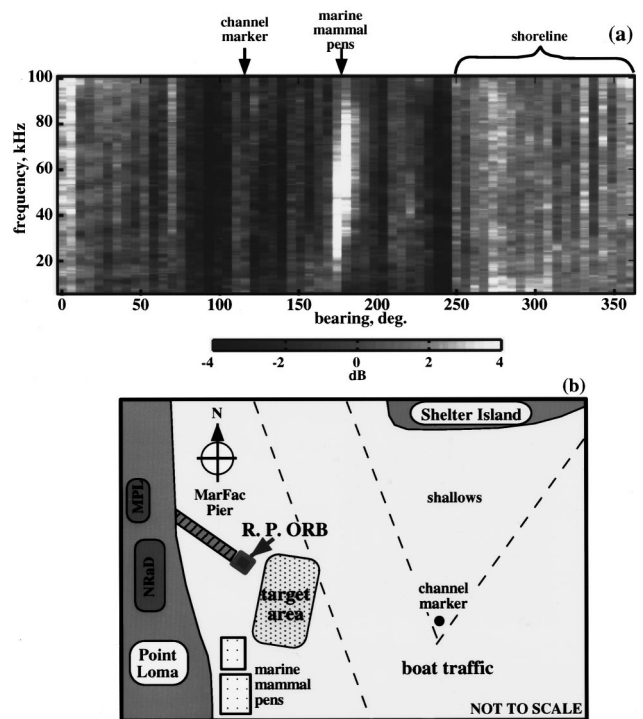 channel
marker
marine
mammal
pens
shoreline
(a)
frequency, kHz
100
80
60
40
20
0
50
100
150
200
250
300
350
bearing, deg.
-4
-2
0
2
4
dB
(b)
N
Shelter Island
MPL
MarFac
Pier
R. P. ORB
shallows
NRaD
target
area
channel
marker
Point
Loma
marine
mammal
pens
boat traffic
NOT TO SCALE